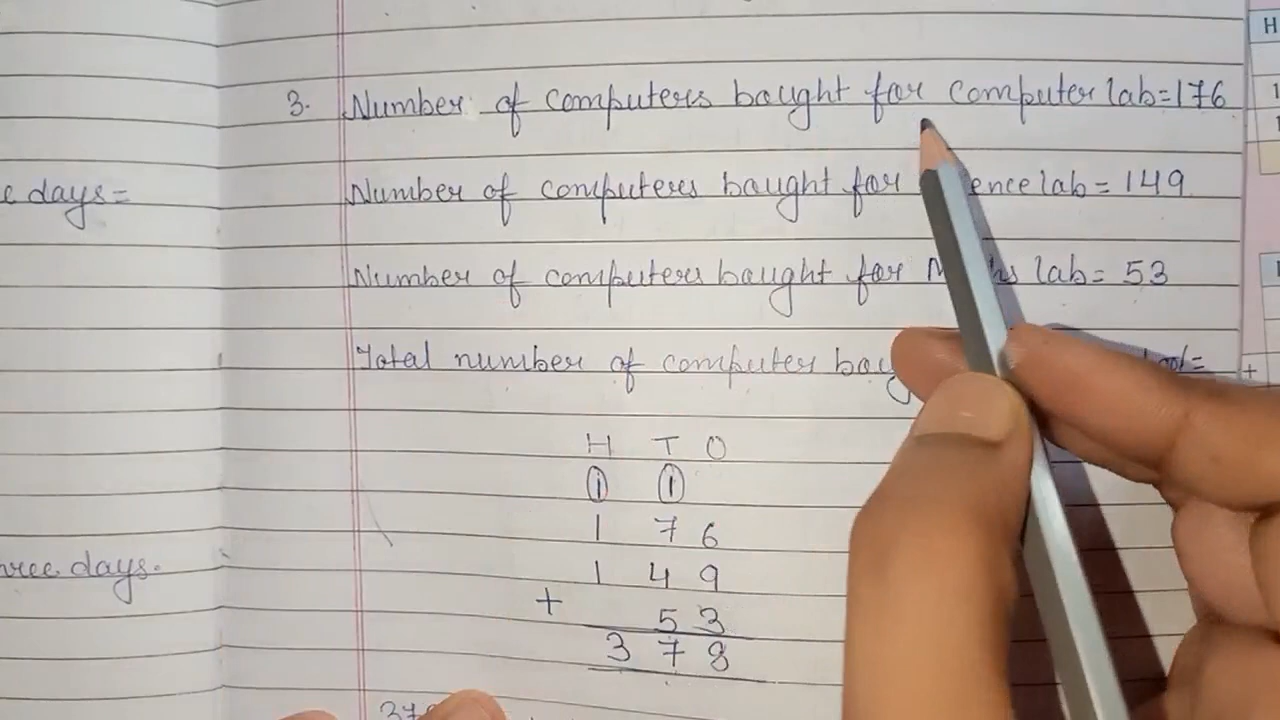 3. Number of computers bought for computer lab=176
e days=
Number of computers bought for ence lab = 149
Number of computers bought for lab = 53
Total number of computer
H T O
1 1
1 7 6
1 4 9
+ 5 3
3 7 8
hree days.
H
1
+